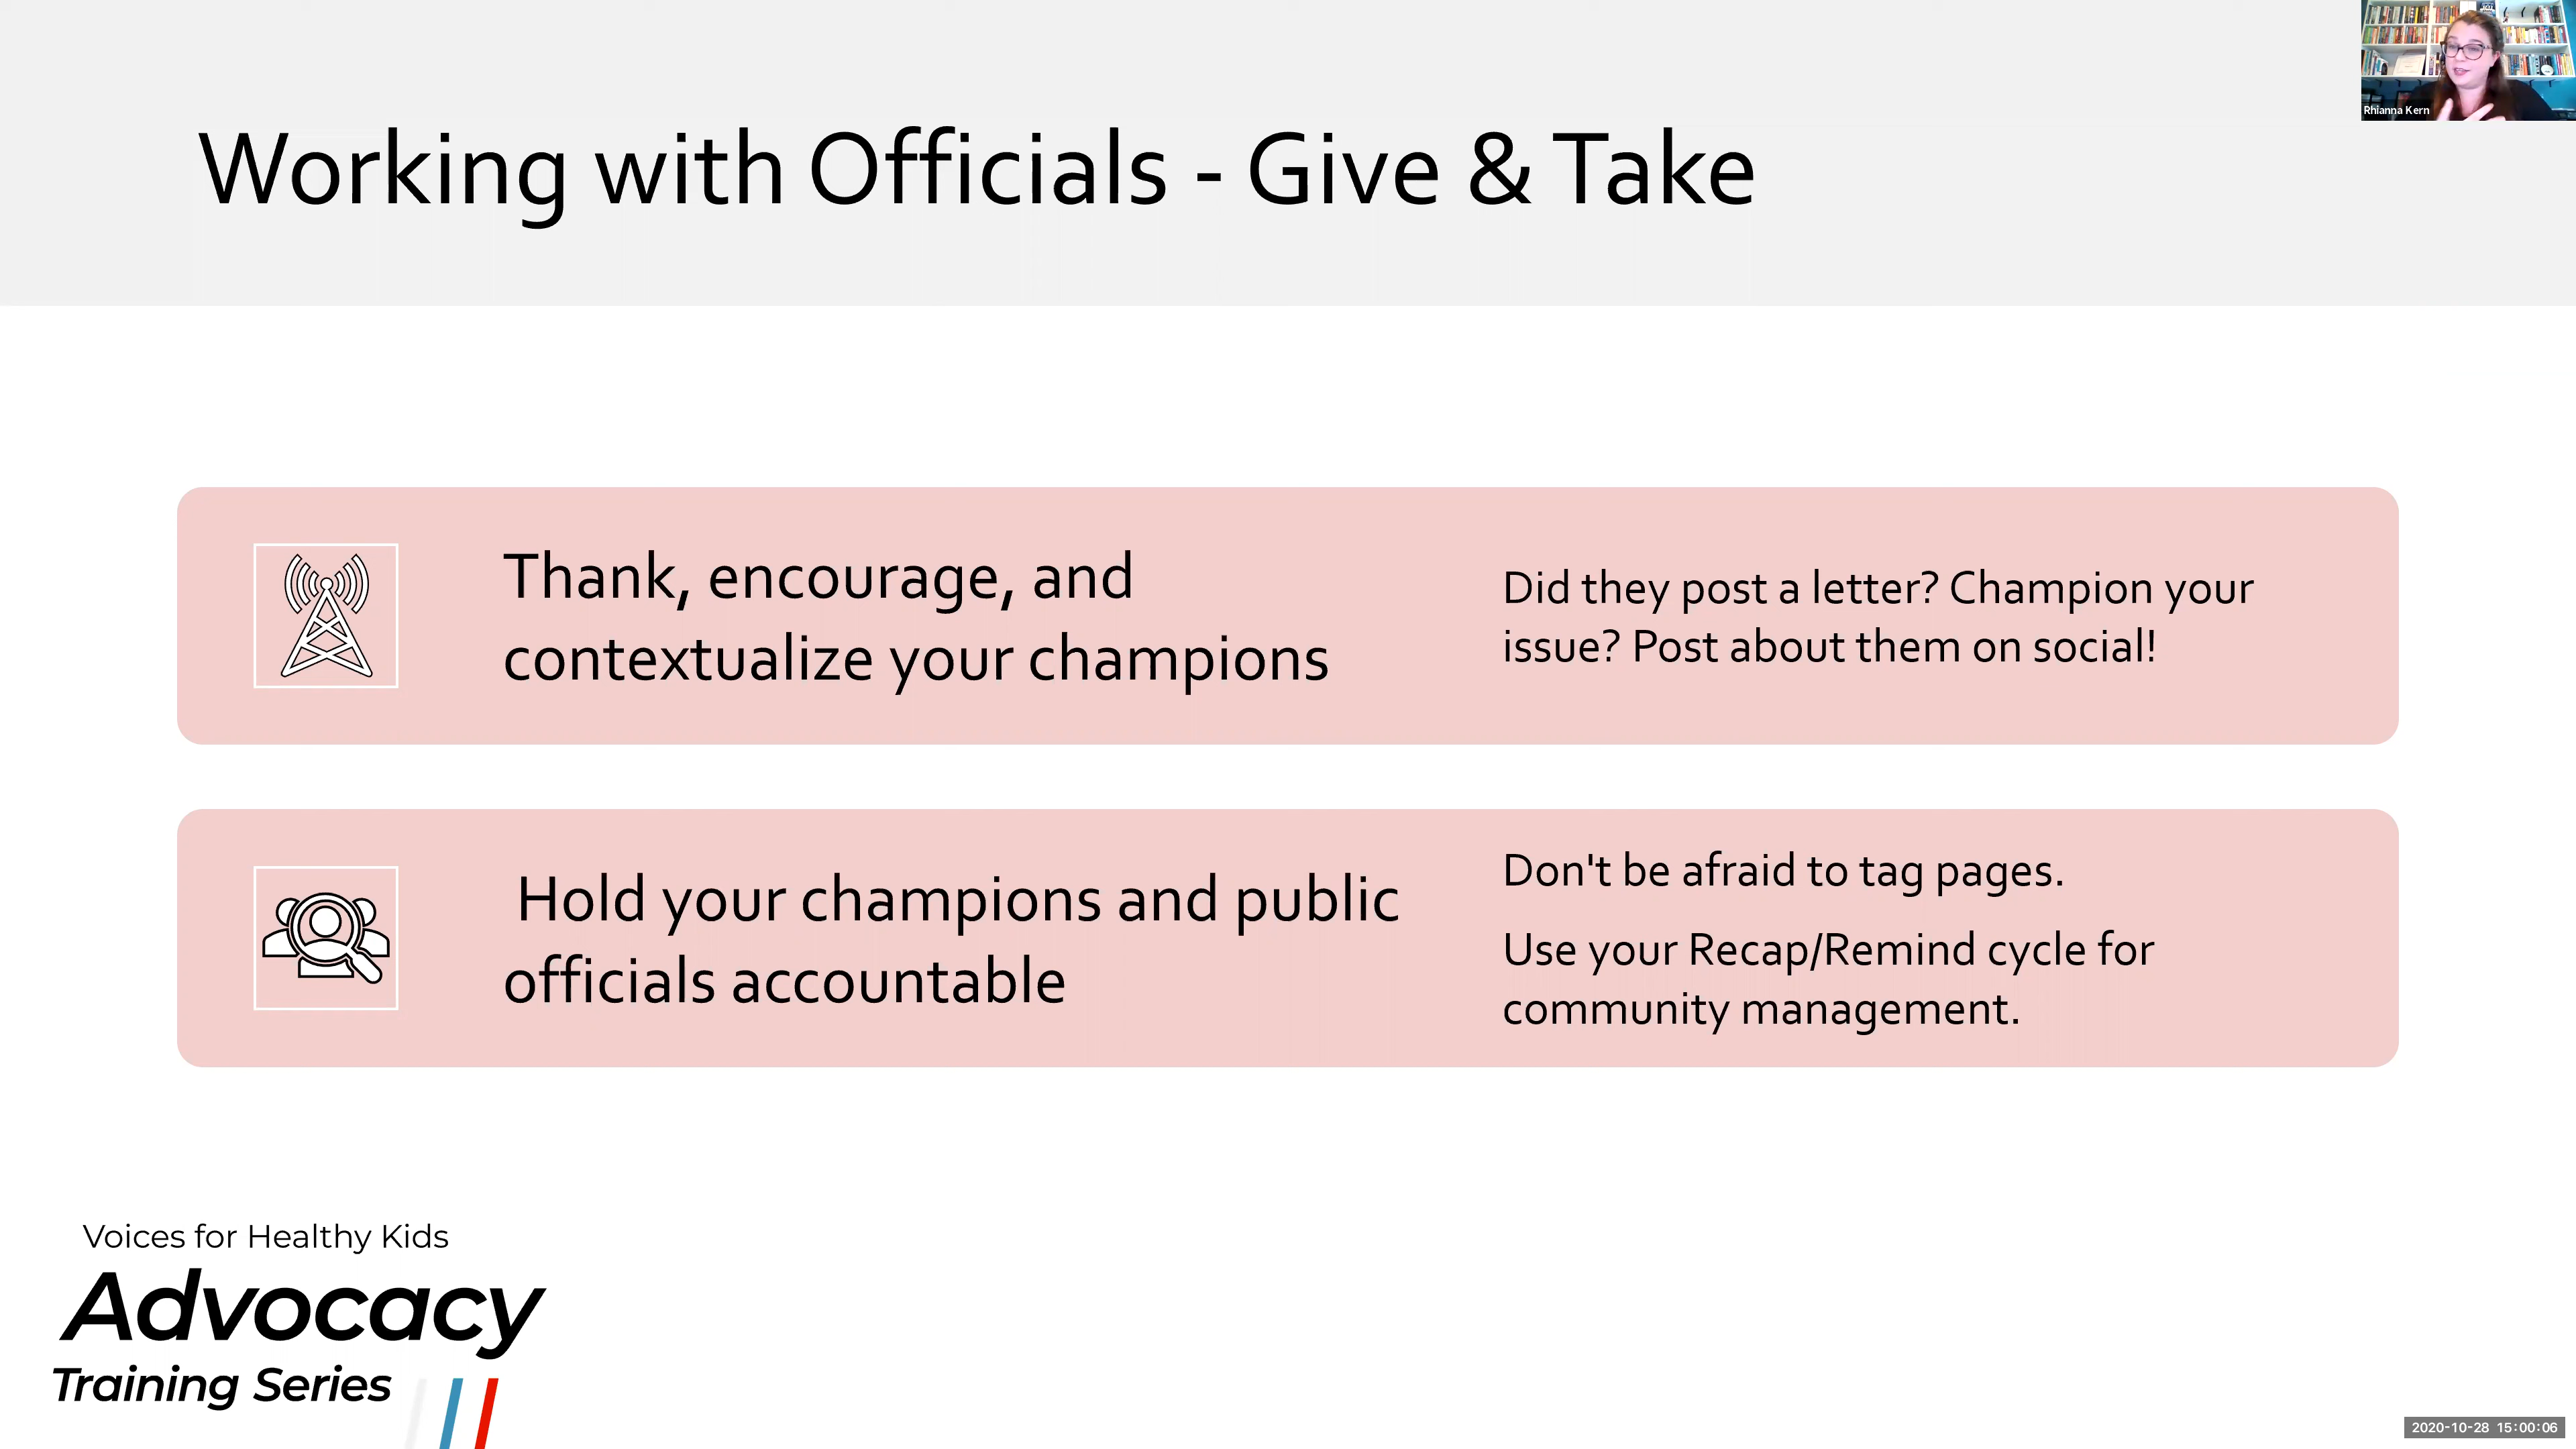 Rhianna Kern
Working with Officials - Give & Take
Thank, encourage, and
contextualize your champions
Did they post a letter? Champion your
issue? Post about them on social!
Hold your champions and public
officials accountable
Don't be afraid to tag pages.
Use your Recap/Remind cycle for
community management.
Voices for Healthy Kids
Advocacy
Training Series
2020-10-28 15:00:06